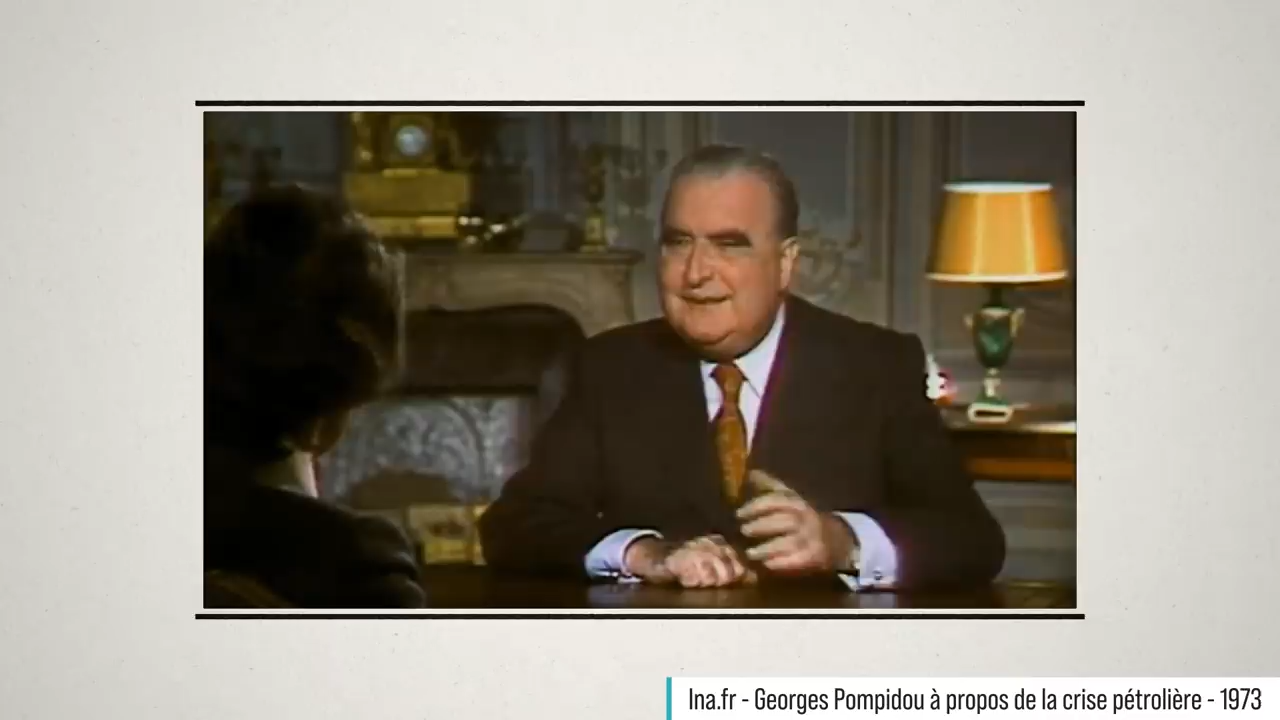 Ina.fr - Georges Pompidou à propos de la crise pétrolière - 1973